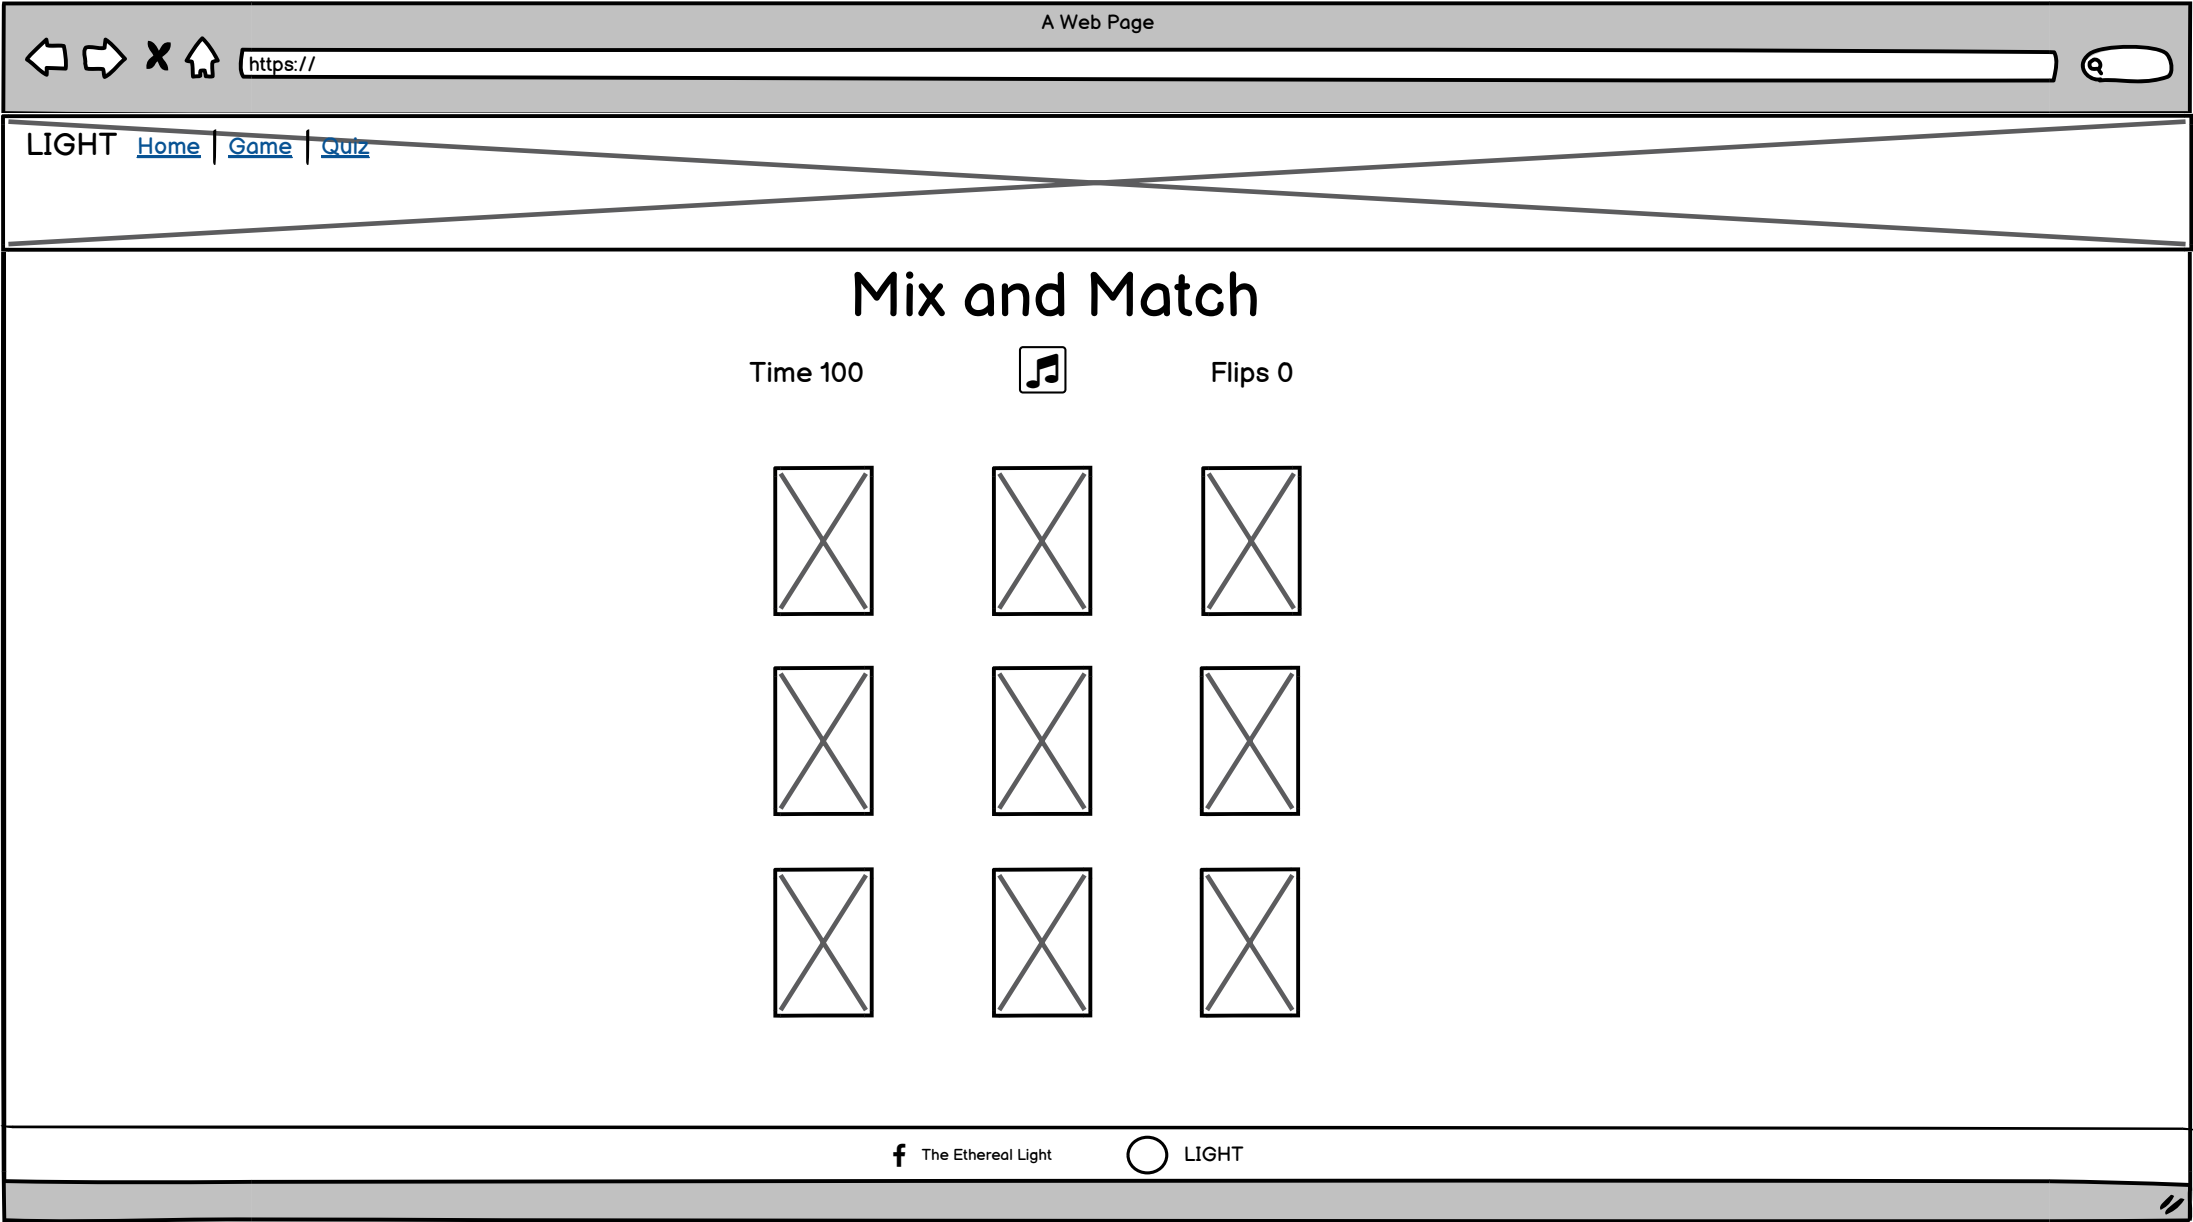 A Web Page
https://
LIGHT Home | Game | Quiz
Mix and Match
Time 100 Flips 0
The Ethereal Light LIGHT